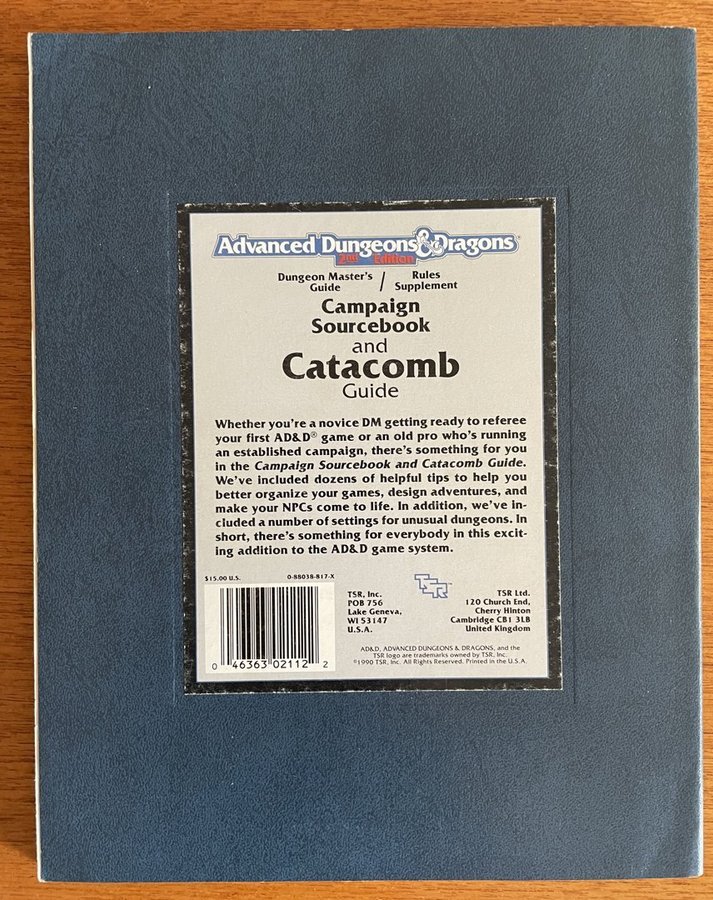 Advanced Dungeons & Dragons®
2nd Edition
Dungeon Master's / Rules
Guide Supplement
Campaign
Sourcebook
and
Catacomb
Guide
Whether you're a novice DM getting ready to referee
your first AD&D® game or an old pro who's running
an established campaign, there's something for you
in the Campaign Sourcebook and Catacomb Guide.
We've included dozens of helpful tips to help you
better organize your games, design adventures, and
make your NPCs come to life. In addition, we've in-
cluded a number of settings for unusual dungeons. In
short, there's something for everybody in this excit-
ing addition to the AD&D game system.
$15.00 U.S. 0-88038-817-X
0 46363 02112 2
TSR, Inc.
POB 756
Lake Geneva,
WI 53147
U.S.A.
TSR™
TSR Ltd.
120 Church End,
Cherry Hinton
Cambridge CB1 3LB
United Kingdom
AD&D, ADVANCED DUNGEONS & DRAGONS, and the
TSR logo are trademarks owned by TSR, Inc.
©1990 TSR, Inc. All Rights Reserved. Printed in the U.S.A.